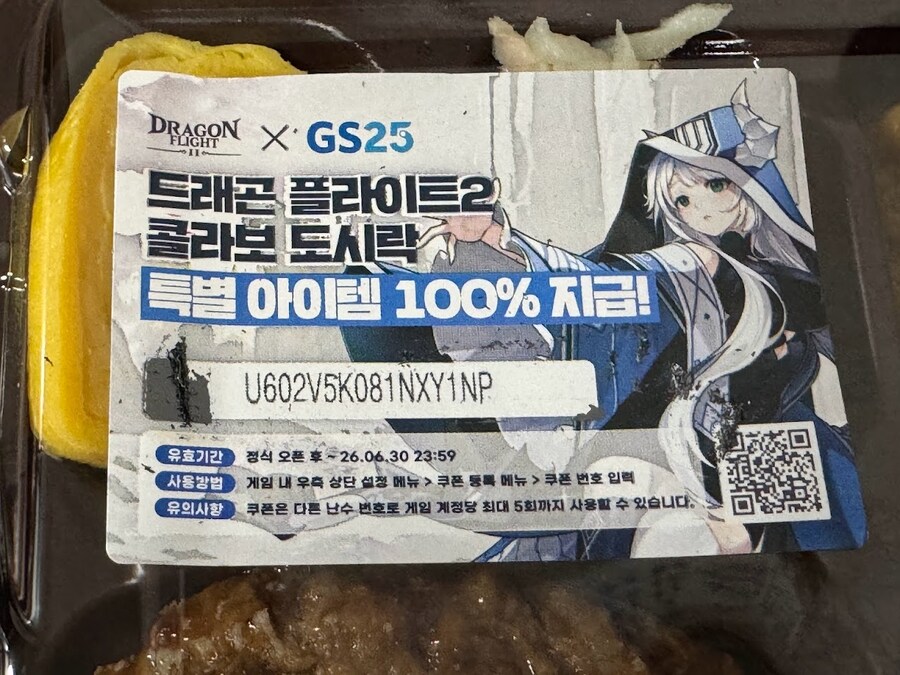 DRAGON FLIGHT II × GS25
드래곤 플라이트2
콜라보 도시락
특별 아이템 100% 지급!
U602V5K081NXY1NP
유효기간 정식 오픈 후 ~ 26.06.30 23:59
사용방법 게임 내 우측 상단 설정 메뉴 > 쿠폰 등록 메뉴 > 쿠폰 번호 입력
유의사항 쿠폰은 다른 난수 번호로 게임 계정당 최대 5회까지 사용할 수 있습니다.